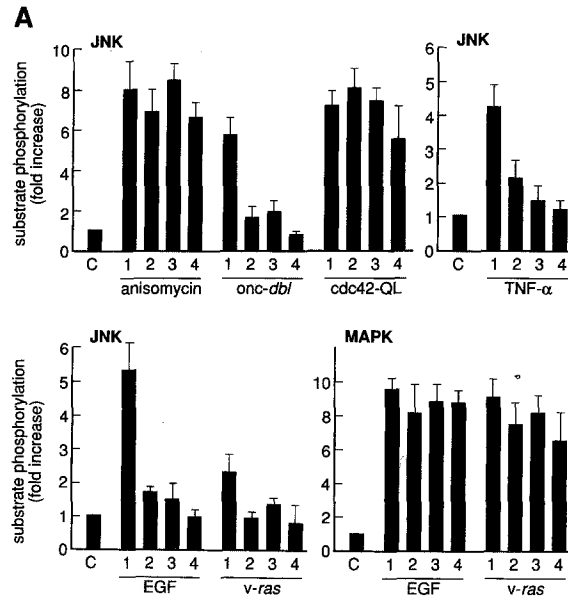 A
JNK
substrate phosphorylation
(fold increase)
10
8
6
4
2
0
C 1 2 3 4 1 2 3 4 1 2 3 4
anisomycin onc-dbl cdc42-QL
JNK
6
5
4
3
2
1
0
C 1 2 3 4
TNF-α
JNK
substrate phosphorylation
(fold increase)
6
5
4
3
2
1
0
C 1 2 3 4 1 2 3 4
EGF v-ras
MAPK
10
8
6
4
2
0
C 1 2 3 4 1 2 3 4
EGF v-ras